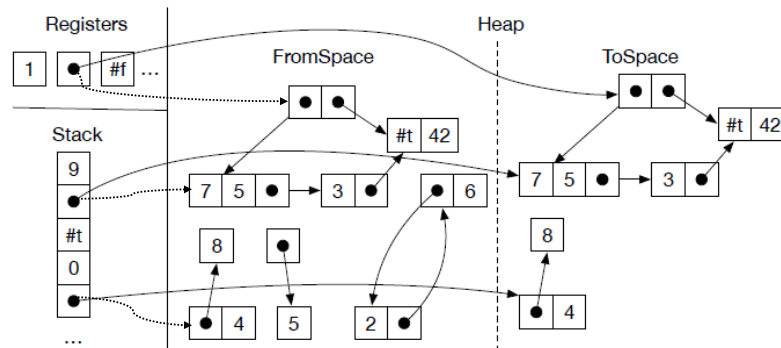 Registers
Heap
FromSpace
ToSpace
1 #f ...
#t 42
#t 42
Stack
9
7 5
3
6
7 5
3
#t
8
8
0
4
5
2
4
...